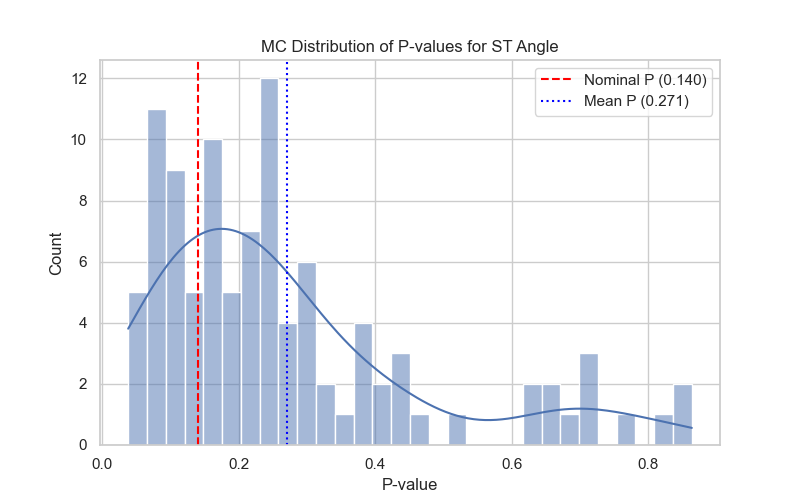 MC Distribution of P-values for ST Angle
Nominal P (0.140)
Mean P (0.271)
Count
12
10
8
6
4
2
0
0.0 0.2 0.4 0.6 0.8
P-value